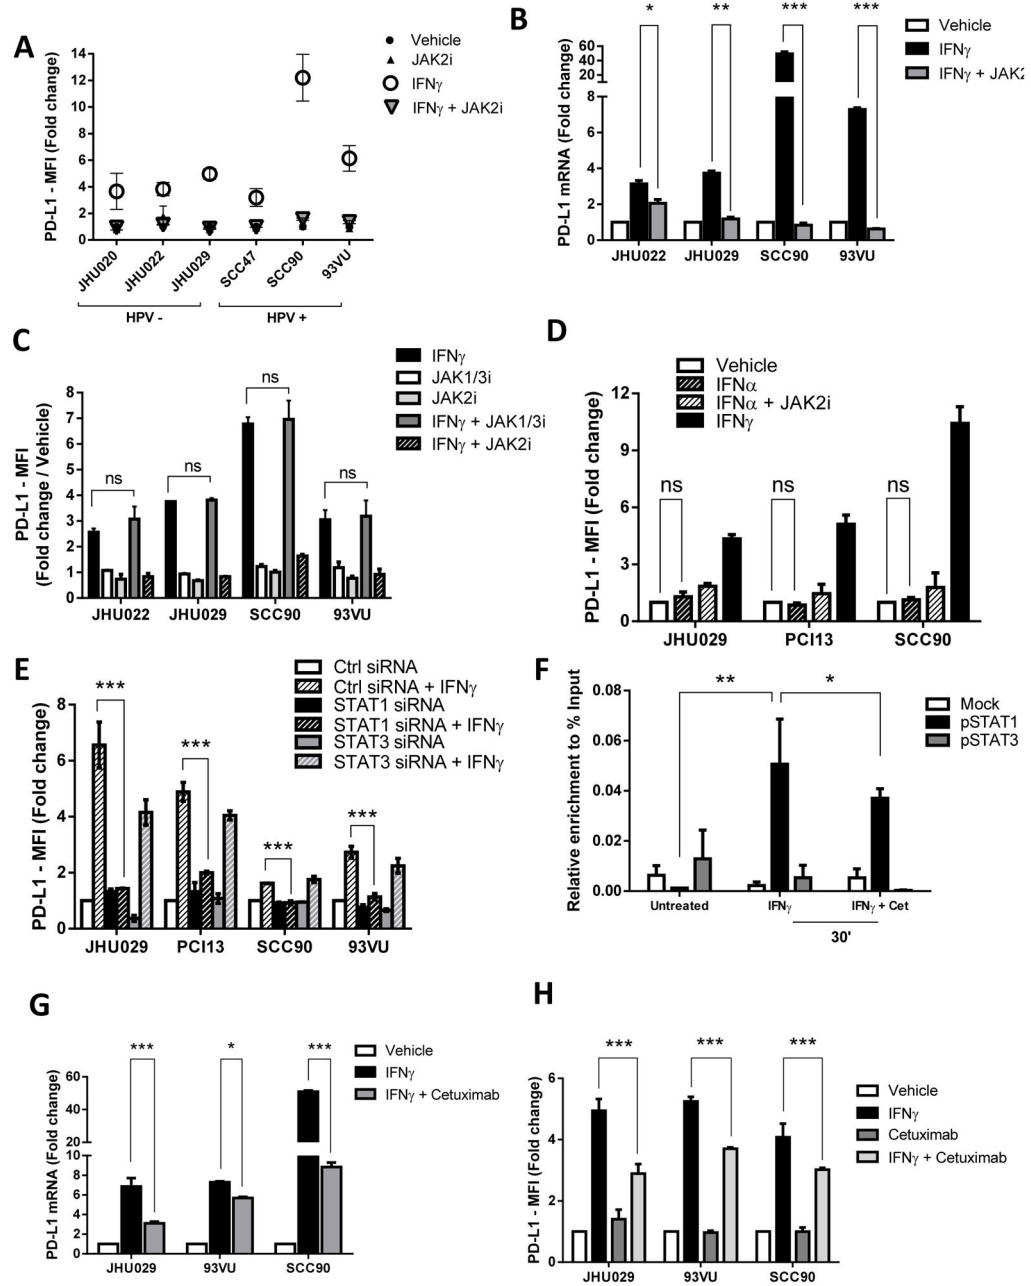 A
PD-L1 - MFI (Fold change)
14
12
10
8
6
4
2
0
JHU020
JHU022
JHU029
SCC47
SCC90
93VU
HPV -
HPV +
Vehicle
JAK2i
IFNγ
IFNγ + JAK2i
B
PD-L1 mRNA (Fold change)
60
40
20
8
6
4
2
0
*
**
***
***
JHU022
JHU029
SCC90
93VU
Vehicle
IFNγ
IFNγ + JAK2
C
PD-L1 - MFI
(Fold change / Vehicle)
8
7
6
5
4
3
2
1
0
ns
ns
ns
ns
JHU022
JHU029
SCC90
93VU
IFNγ
JAK1/3i
JAK2i
IFNγ + JAK1/3i
IFNγ + JAK2i
D
PD-L1 - MFI (Fold change)
12
9
6
3
0
ns
ns
ns
JHU029
PCI13
SCC90
Vehicle
IFNα
IFNα + JAK2i
IFNγ
E
PD-L1 - MFI (Fold change)
8
6
4
2
0
***
***
***
***
JHU029
PCI13
SCC90
93VU
Ctrl siRNA
Ctrl siRNA + IFNγ
STAT1 siRNA
STAT1 siRNA + IFNγ
STAT3 siRNA
STAT3 siRNA + IFNγ
F
Relative enrichment to % Input
0.08
0.06
0.04
0.02
0.00
**
*
Untreated
IFNγ
IFNγ + Cet
30'
Mock
pSTAT1
pSTAT3
G
PD-L1 mRNA (Fold change)
60
40
20
10
8
6
4
2
0
***
*
***
JHU029
93VU
SCC90
Vehicle
IFNγ
IFNγ + Cetuximab
H
PD-L1 - MFI (Fold change)
6
4
2
0
***
***
***
JHU029
93VU
SCC90
Vehicle
IFNγ
Cetuximab
IFNγ + Cetuximab